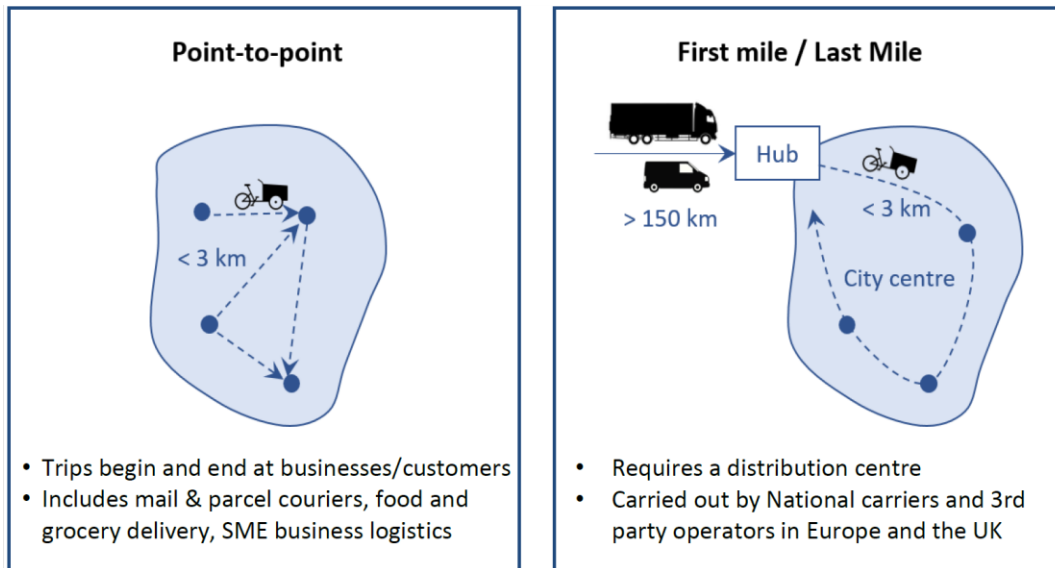 Point-to-point
< 3 km
• Trips begin and end at businesses/customers
• Includes mail & parcel couriers, food and
grocery delivery, SME business logistics
First mile / Last Mile
Hub
> 150 km
< 3 km
City centre
• Requires a distribution centre
• Carried out by National carriers and 3rd
party operators in Europe and the UK